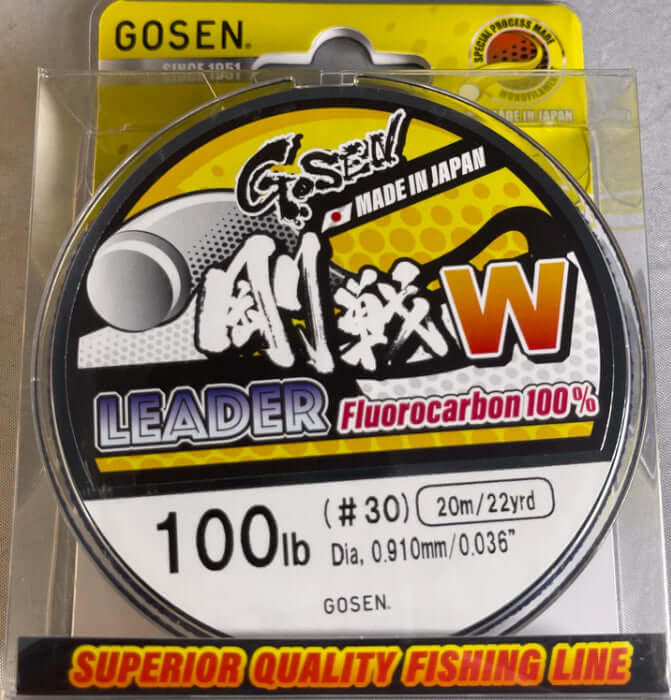 GOSEN®
SINCE 1951
SPECIAL PROCESS MADE
MONOFILAMENT
MADE IN JAPAN
GOSEN
MADE IN JAPAN
剛戦W
LEADER
Fluorocarbon 100%
100lb
(#30)
20m/22yrd
Dia, 0.910mm/0.036"
GOSEN®
SUPERIOR QUALITY FISHING LINE